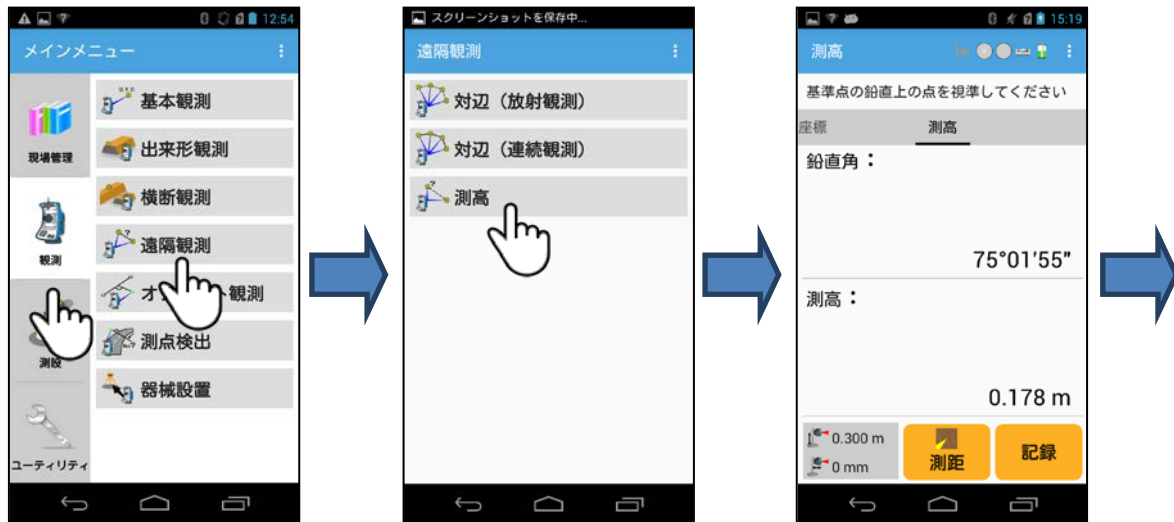 12:54
メインメニュー
現場管理
観測
測設
ユーティリティ
基本観測
出来形観測
横断観測
遠隔観測
観測
測点検出
器械設置
スクリーンショットを保存中...
遠隔観測
対辺（放射観測）
対辺（連続観測）
測高
15:19
測高
基準点の鉛直上の点を視準してください
座標
測高
鉛直角：
75°01'55"
測高：
0.178 m
0.300 m
0 mm
測距
記録